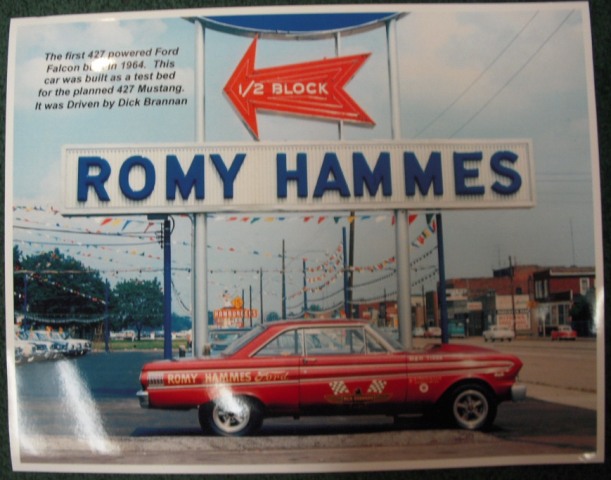 The first 427 powered Ford
Falcon built in 1964. This
car was built as a test bed
for the planned 427 Mustang.
It was Driven by Dick Brannan
1/2 BLOCK
ROMY HAMMES
ROMY HAMMES Ford